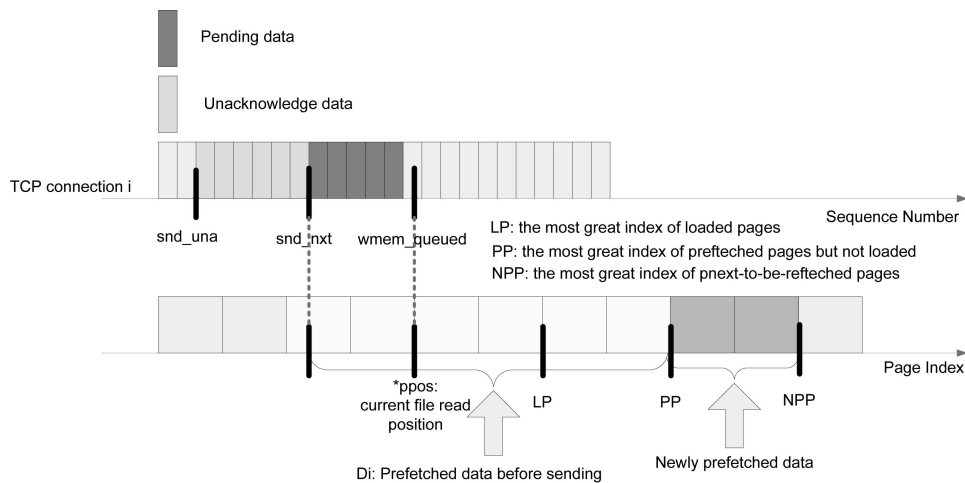 Pending data
Unacknowledge data
TCP connection i
Sequence Number
snd_una
snd_nxt
wmem_queued
LP: the most great index of loaded pages
PP: the most great index of prefteched pages but not loaded
NPP: the most great index of pnext-to-be-refteched pages
Page Index
*ppos:
current file read
position
LP
PP
NPP
Di: Prefetched data before sending
Newly prefetched data